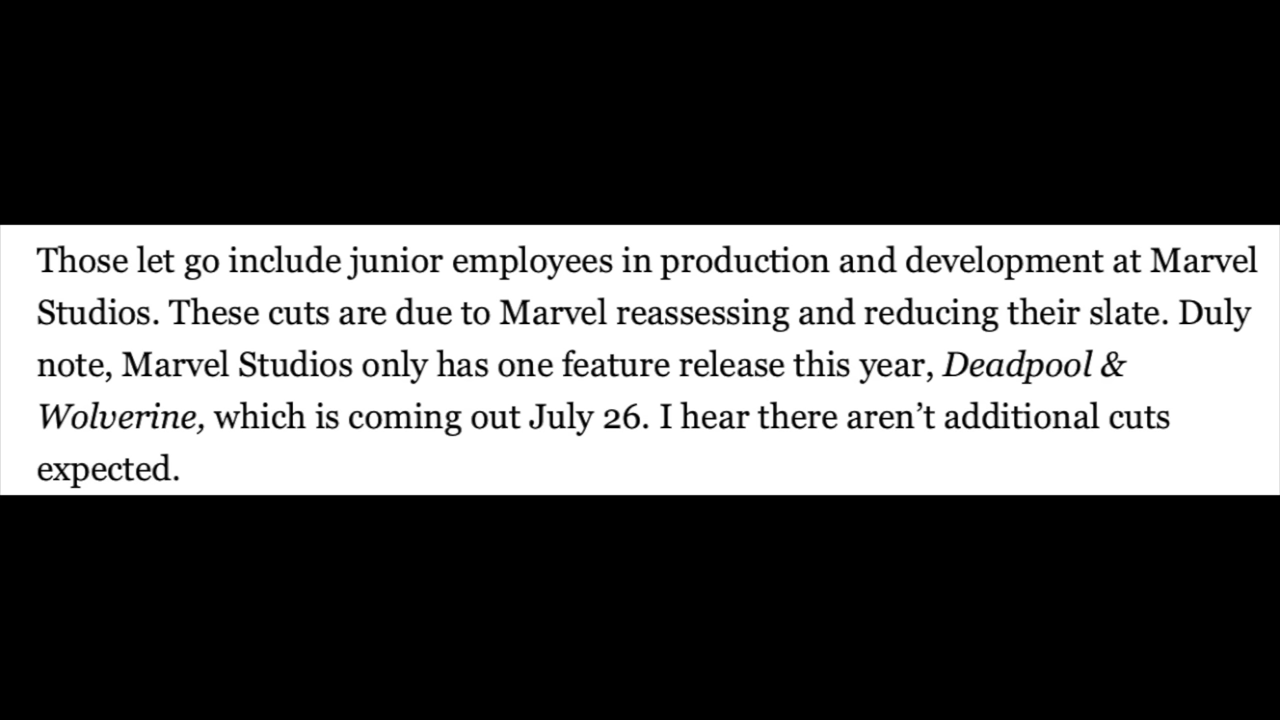 Those let go include junior employees in production and development at Marvel
Studios. These cuts are due to Marvel reassessing and reducing their slate. Duly
note, Marvel Studios only has one feature release this year, Deadpool &
Wolverine, which is coming out July 26. I hear there aren’t additional cuts
expected.